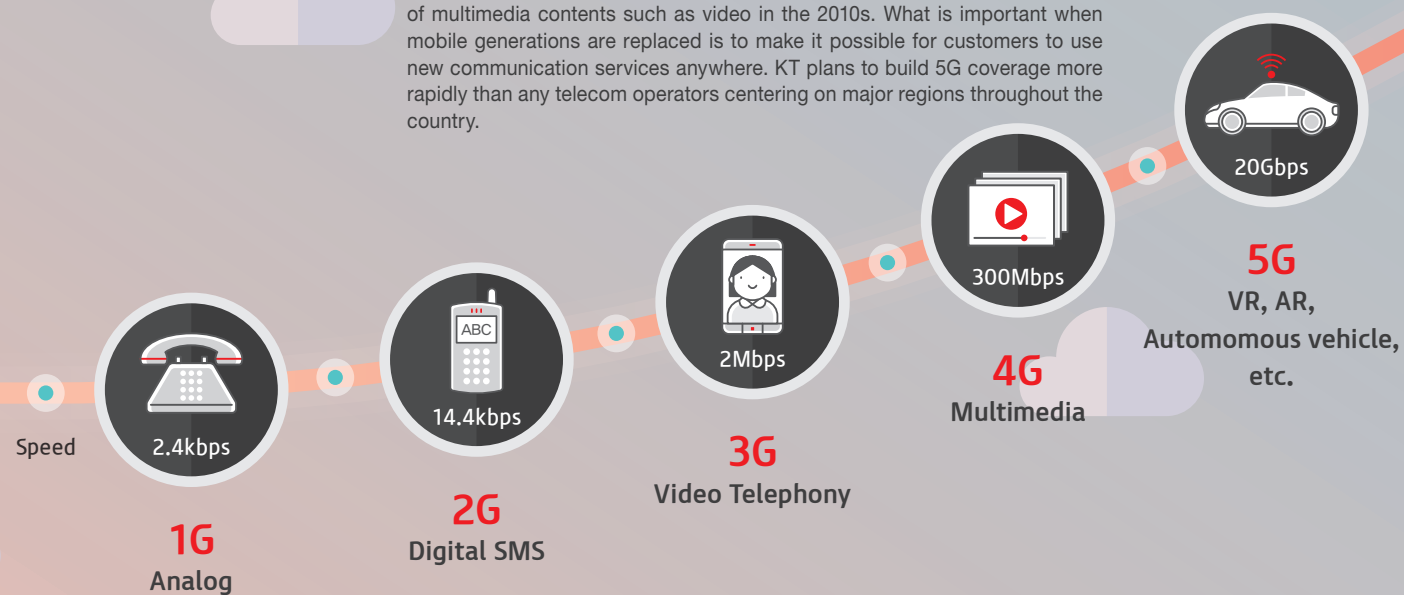 of multimedia contents such as video in the 2010s. What is important when
mobile generations are replaced is to make it possible for customers to use
new communication services anywhere. KT plans to build 5G coverage more
rapidly than any telecom operators centering on major regions throughout the
country.
Speed
2.4kbps
1G
Analog
ABC
14.4kbps
2G
Digital SMS
2Mbps
3G
Video Telephony
300Mbps
4G
Multimedia
20Gbps
5G
VR, AR,
Automomous vehicle,
etc.